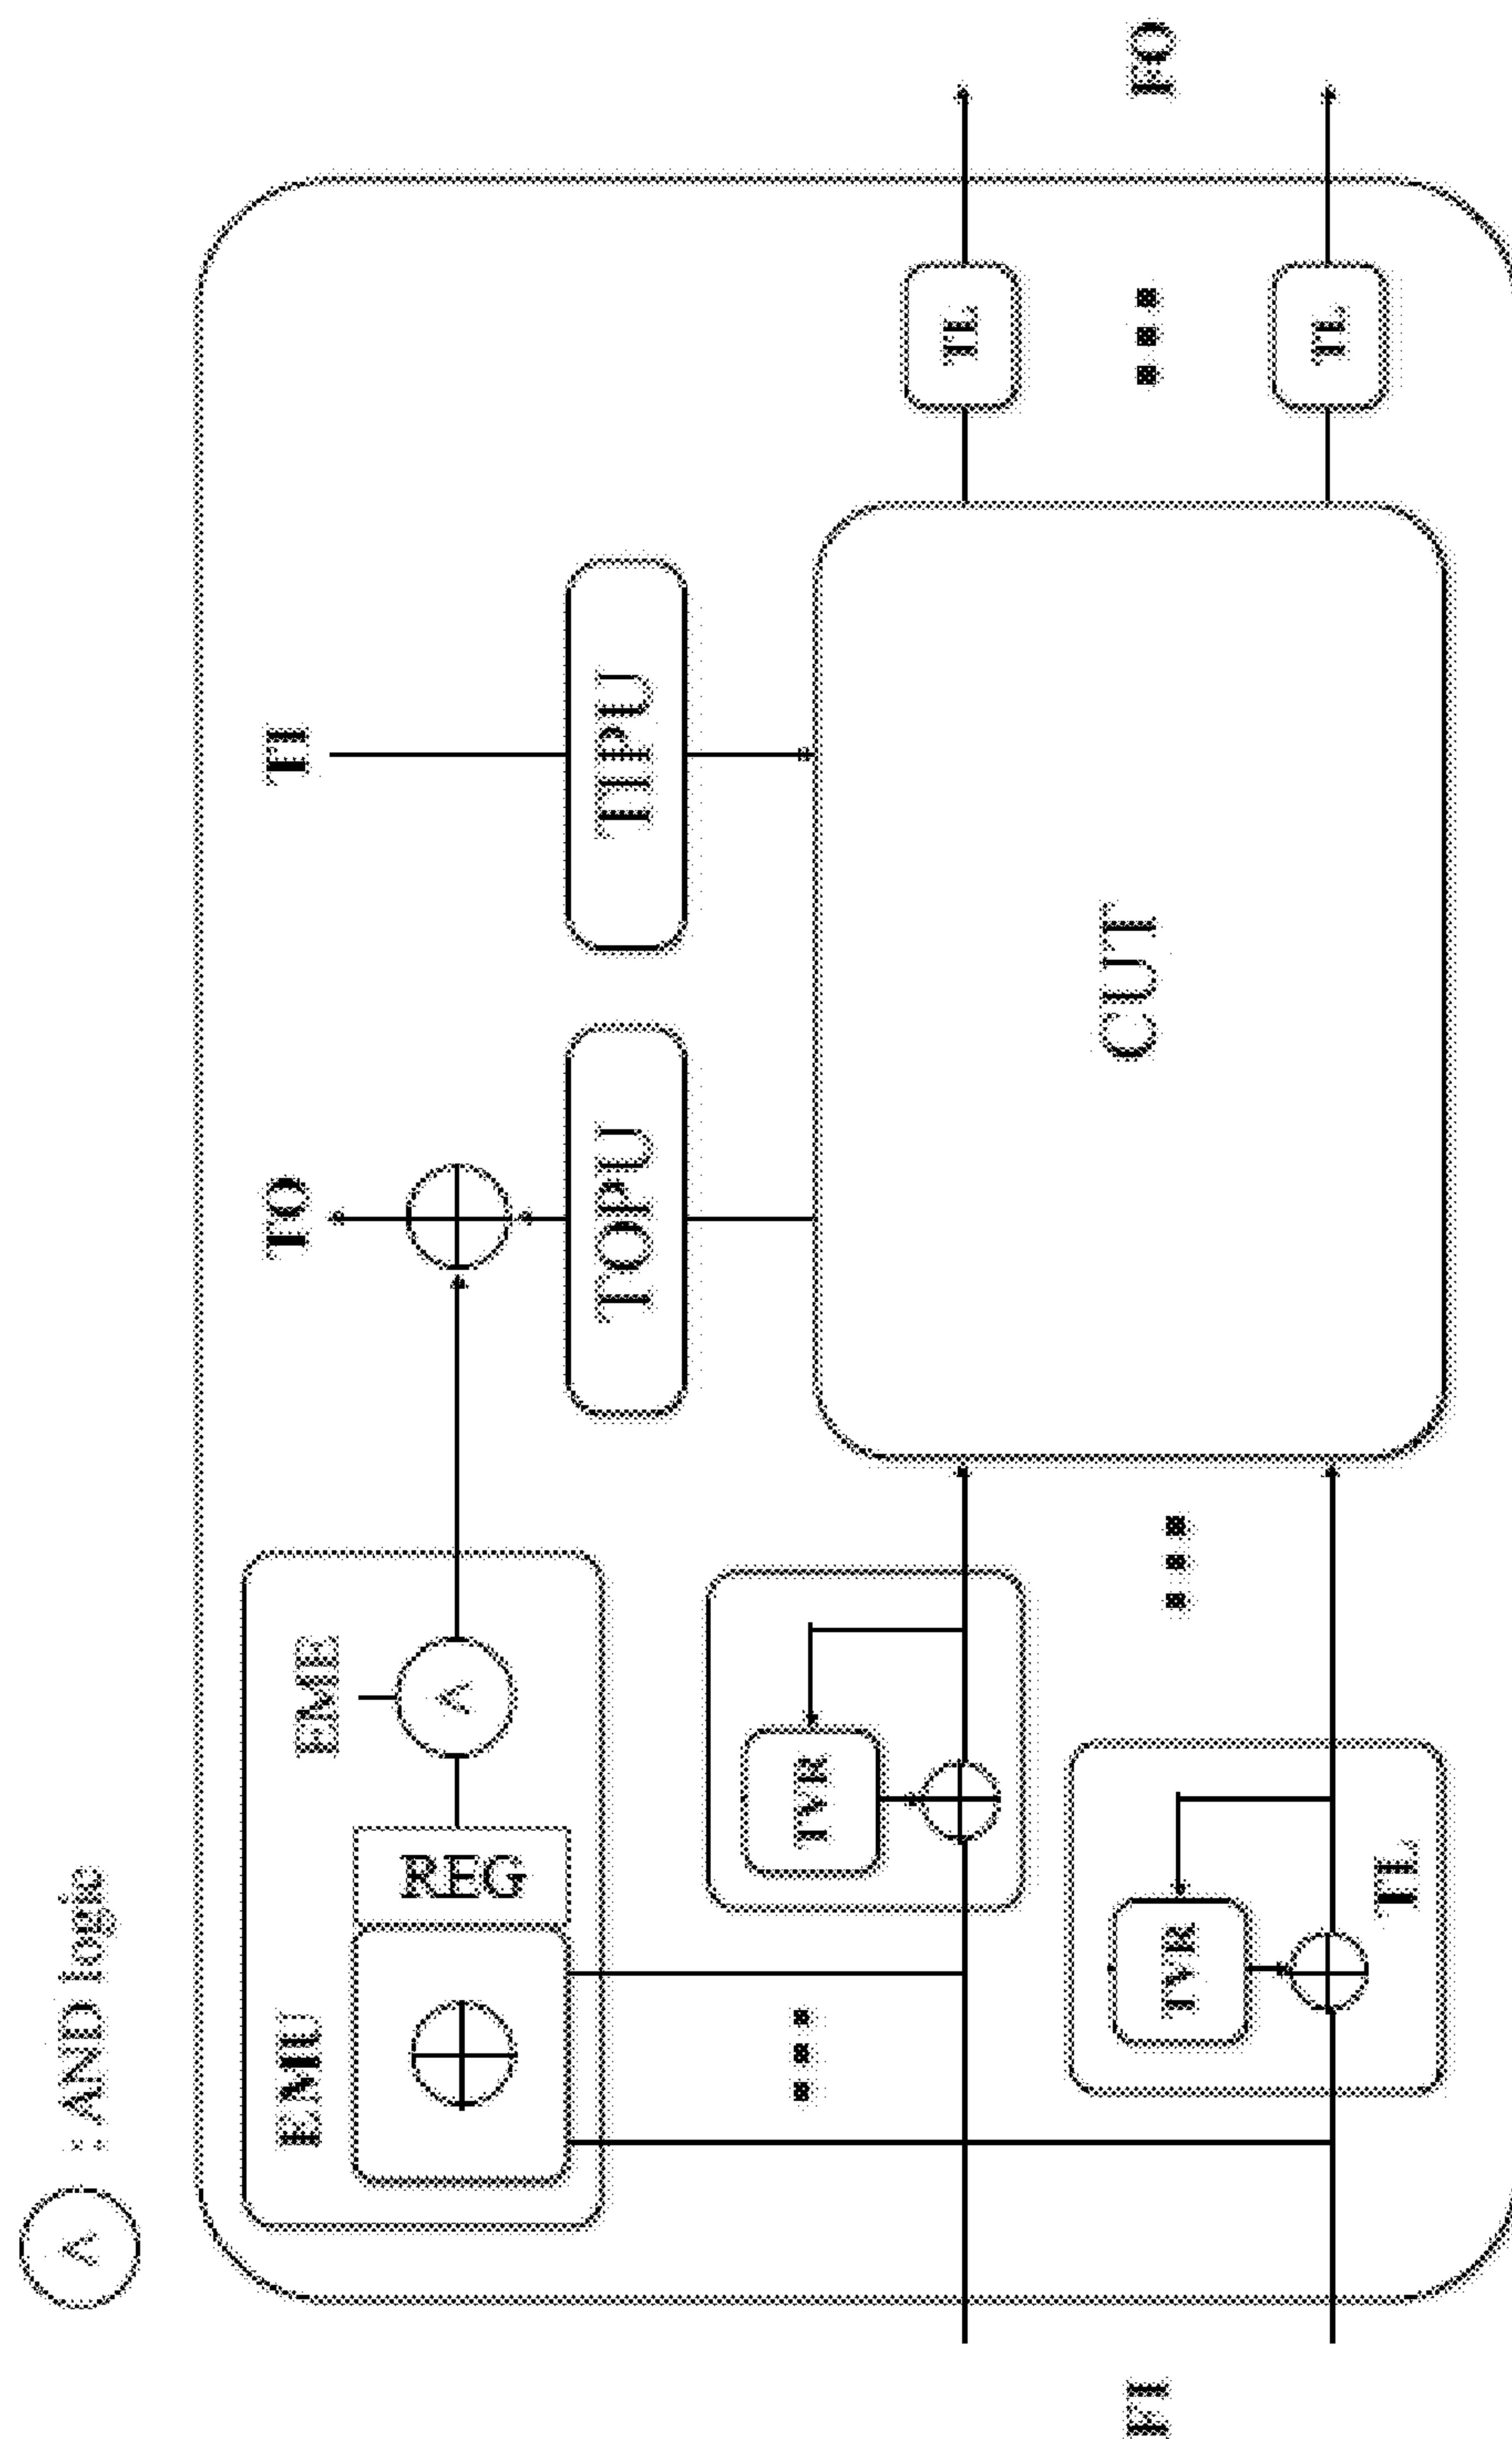 Ⓥ : AND logic
EMU
REG
EME
TO
TI
TOPU
TIPU
TVR
TVR
TL
CUT
TL
TL
FI
FO